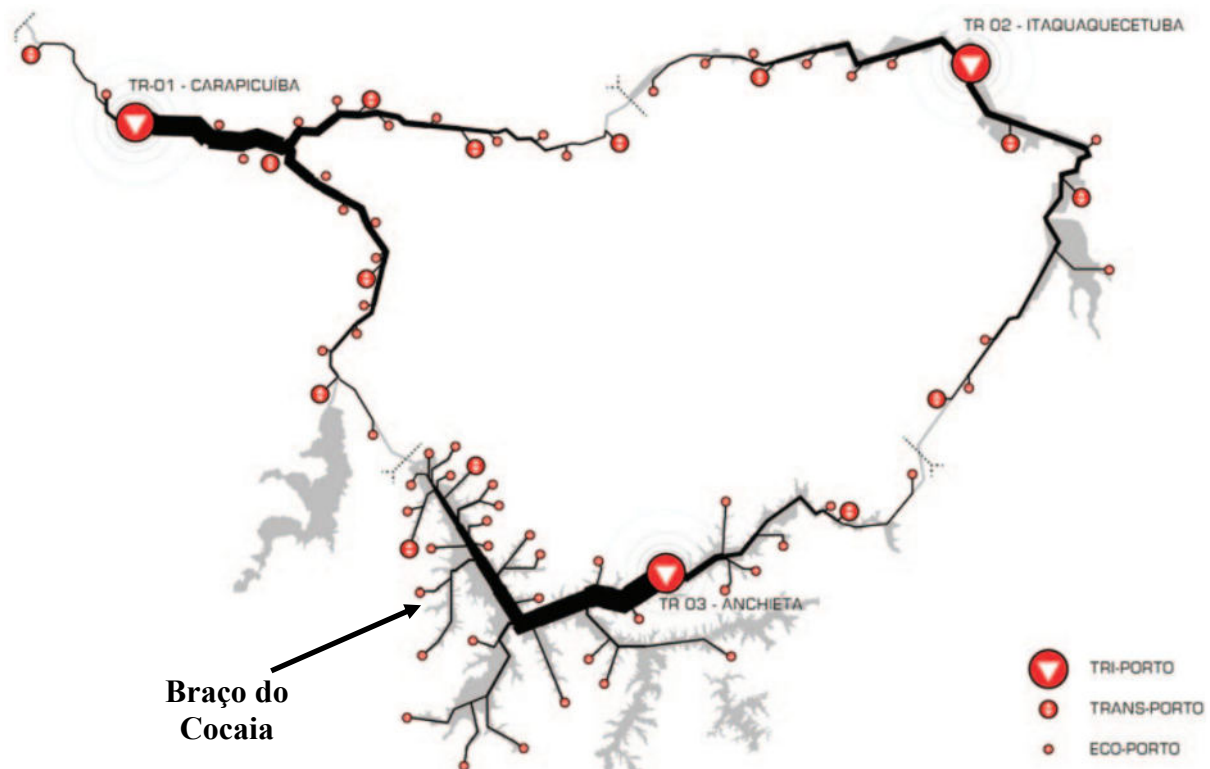 TR 02 - ITAQUAQUECETUBA
TR-01 - CARAPICUÍBA
TR 03 - ANCHIETA
Braço do
Cocaia
TRI-PORTO
TRANS-PORTO
ECO-PORTO